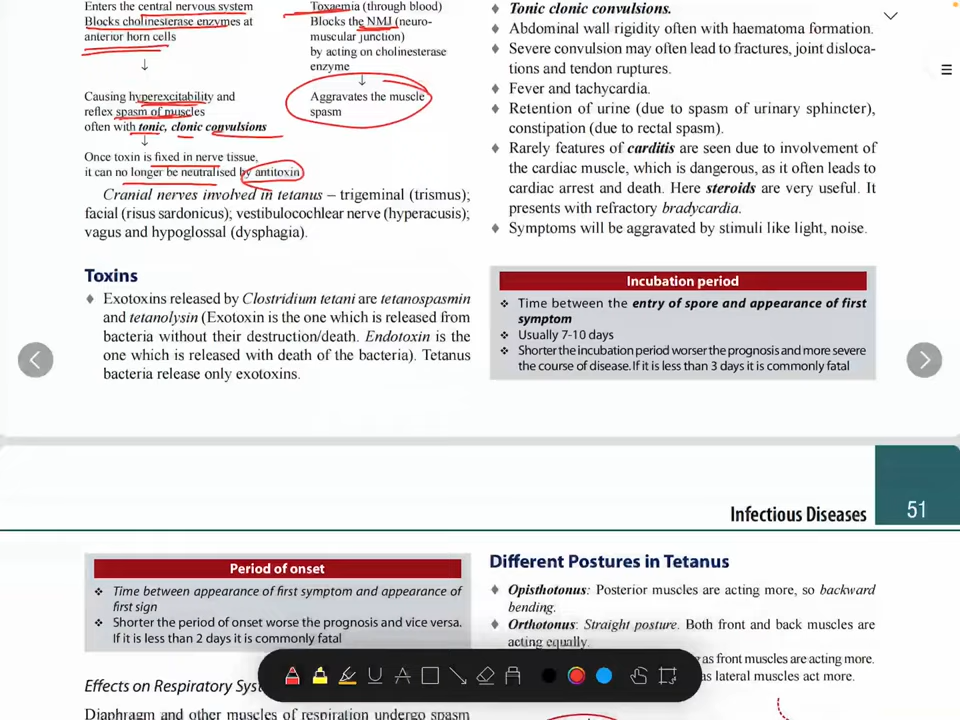 Enters the central nervous system
Blocks cholinesterase enzymes at
anterior horn cells
↓
Causing hyperexcitability and
reflex spasm of muscles
often with tonic, clonic convulsions
↓
Once toxin is fixed in nerve tissue,
it can no longer be neutralised by antitoxin
Toxaemia (through blood)
Blocks the NMJ (neuro-
muscular junction)
by acting on cholinesterase
enzyme
↓
Aggravates the muscle
spasm
Cranial nerves involved in tetanus – trigeminal (trismus);
facial (risus sardonicus); vestibulocochlear nerve (hyperacusis);
vagus and hypoglossal (dysphagia).
Toxins
♦ Exotoxins released by Clostridium tetani are tetanospasmin
and tetanolysin (Exotoxin is the one which is released from
bacteria without their destruction/death. Endotoxin is the
one which is released with death of the bacteria). Tetanus
bacteria release only exotoxins.
♦ Tonic clonic convulsions.
♦ Abdominal wall rigidity often with haematoma formation.
♦ Severe convulsion may often lead to fractures, joint disloca-
tions and tendon ruptures.
♦ Fever and tachycardia.
♦ Retention of urine (due to spasm of urinary sphincter),
constipation (due to rectal spasm).
♦ Rarely features of carditis are seen due to involvement of
the cardiac muscle, which is dangerous, as it often leads to
cardiac arrest and death. Here steroids are very useful. It
presents with refractory bradycardia.
♦ Symptoms will be aggravated by stimuli like light, noise.
Incubation period
❖ Time between the entry of spore and appearance of first
symptom
❖ Usually 7-10 days
❖ Shorter the incubation period worser the prognosis and more severe
the course of disease. If it is less than 3 days it is commonly fatal
Infectious Diseases
51
Period of onset
❖ Time between appearance of first symptom and appearance of
first sign
❖ Shorter the period of onset worse the prognosis and vice versa.
If it is less than 2 days it is commonly fatal
Effects on Respiratory Sys
Diaphragm and other muscles of respiration undergo spasm
Different Postures in Tetanus
♦ Opisthotonus: Posterior muscles are acting more, so backward
bending.
♦ Orthotonus: Straight posture. Both front and back muscles are
acting equally.
as front muscles are acting more.
as lateral muscles act more.